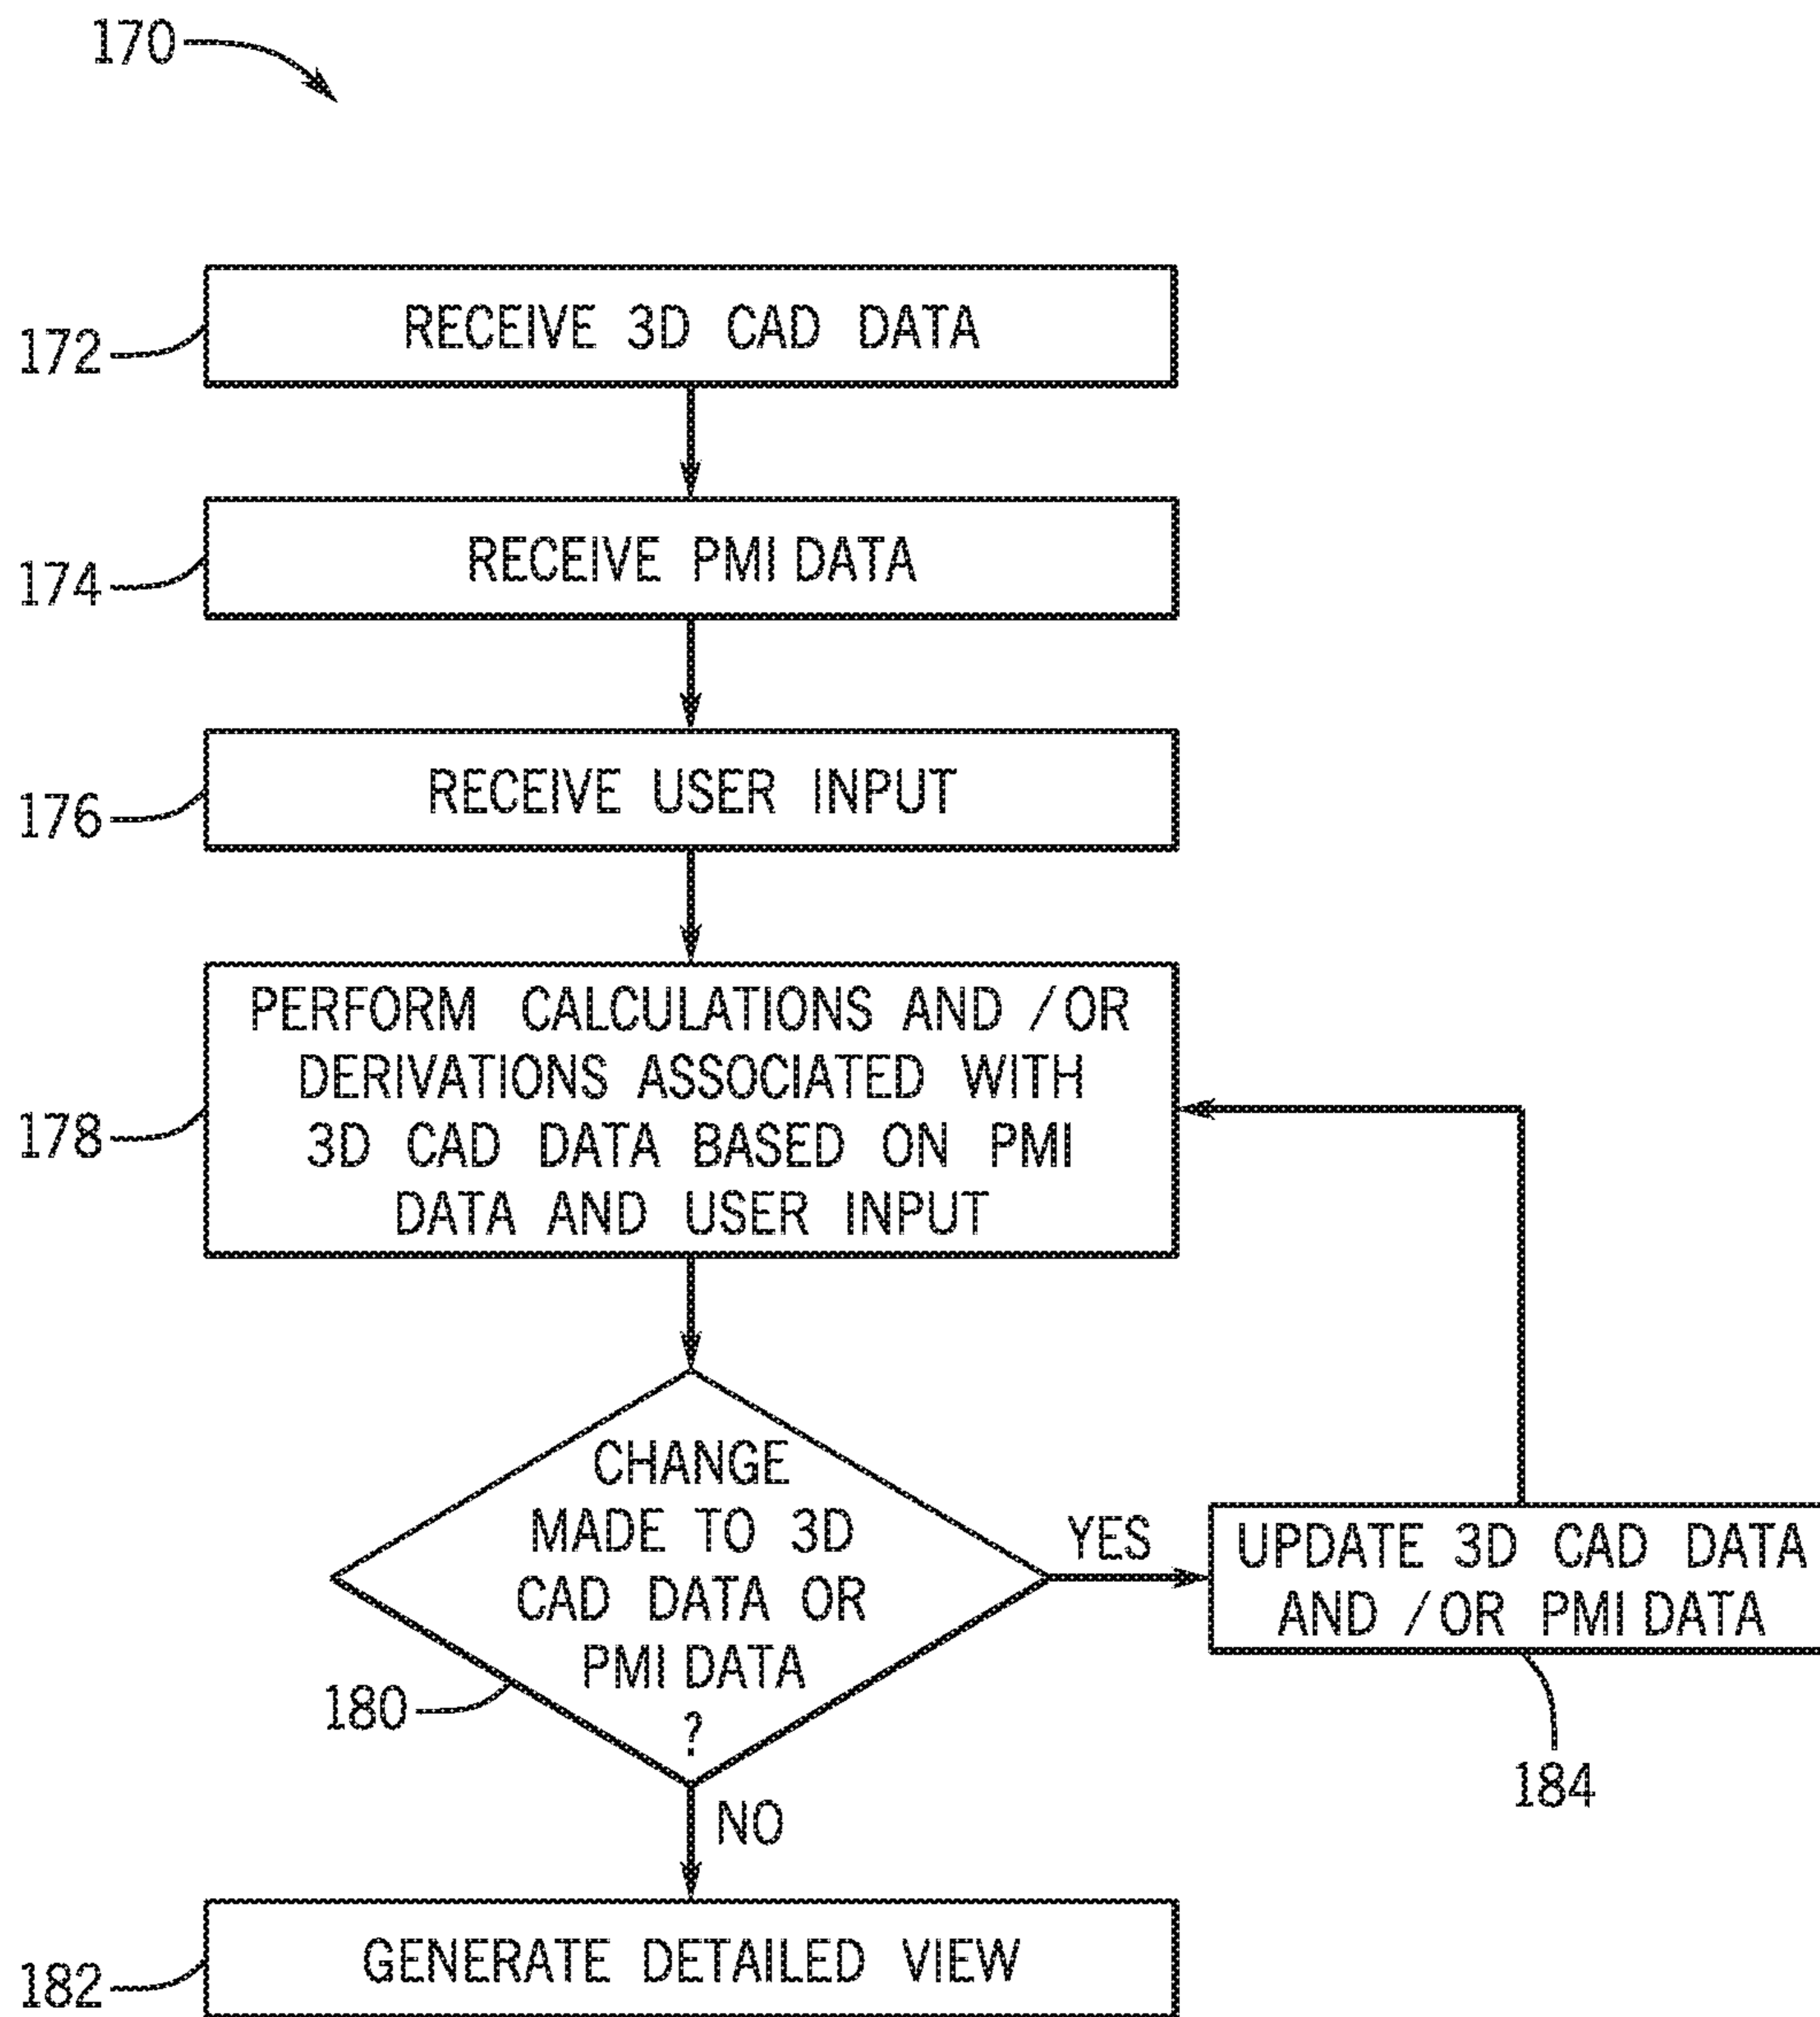 170
172
RECEIVE 3D CAD DATA
174
RECEIVE PMI DATA
176
RECEIVE USER INPUT
178
PERFORM CALCULATIONS AND /OR
DERIVATIONS ASSOCIATED WITH
3D CAD DATA BASED ON PMI
DATA AND USER INPUT
CHANGE
MADE TO 3D
CAD DATA OR
PMI DATA
?
180
YES
UPDATE 3D CAD DATA
AND /OR PMI DATA
184
NO
182
GENERATE DETAILED VIEW